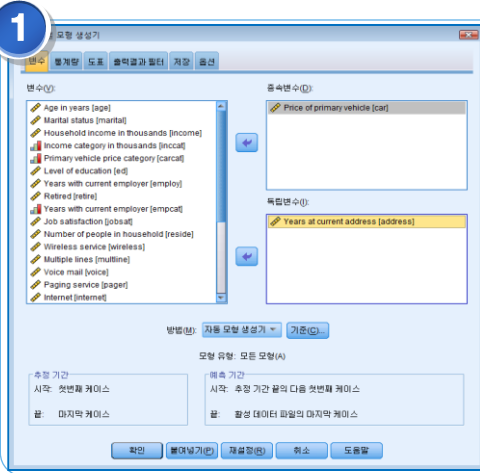 1
모형 생성기
변수 통계량 도표 출력결과 필터 저장 옵션
변수(V):
Age in years [age]
Marital status [marital]
Household income in thousands [income]
Income category in thousands [inccat]
Primary vehicle price category [carcat]
Level of education [ed]
Years with current employer [employ]
Retired [retire]
Years with current employer [empcat]
Job satisfaction [jobsat]
Number of people in household [reside]
Wireless service [wireless]
Multiple lines [multline]
Voice mail [voice]
Paging service [pager]
Internet [internet]
종속변수(D):
Price of primary vehicle [car]
독립변수(I):
Years at current address [address]
방법(M): 자동 모형 생성기 기준(C)...
모형 유형: 모든 모형(A)
추정 기간
시작: 첫번째 케이스
끝: 마지막 케이스
예측 기간
시작: 추정 기간 끝의 다음 첫번째 케이스
끝: 활성 데이터 파일의 마지막 케이스
확인 붙여넣기(P) 재설정(R) 취소 도움말